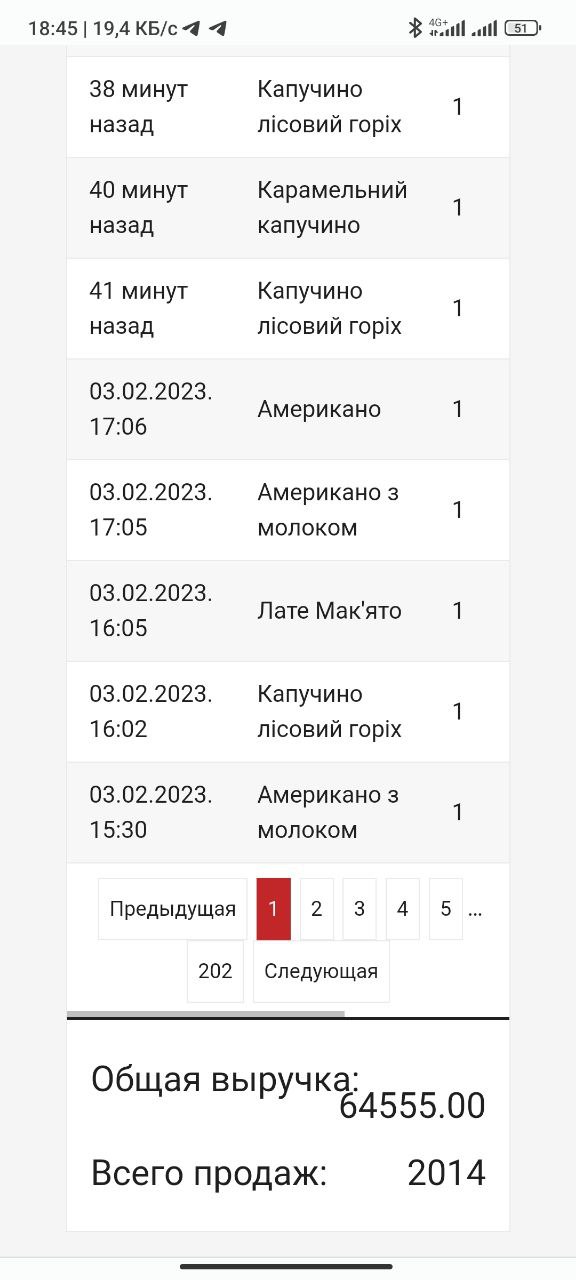 18:45 | 19,4 КБ/с
4G+
51
38 минут
назад
Капучино
лісовий горіх
1
40 минут
назад
Карамельний
капучино
1
41 минут
назад
Капучино
лісовий горіх
1
03.02.2023.
17:06
Американо
1
03.02.2023.
17:05
Американо з
молоком
1
03.02.2023.
16:05
Лате Мак'ято
1
03.02.2023.
16:02
Капучино
лісовий горіх
1
03.02.2023.
15:30
Американо з
молоком
1
Предыдущая 1 2 3 4 5 ...
202 Следующая
Общая выручка:
64555.00
Всего продаж: 2014